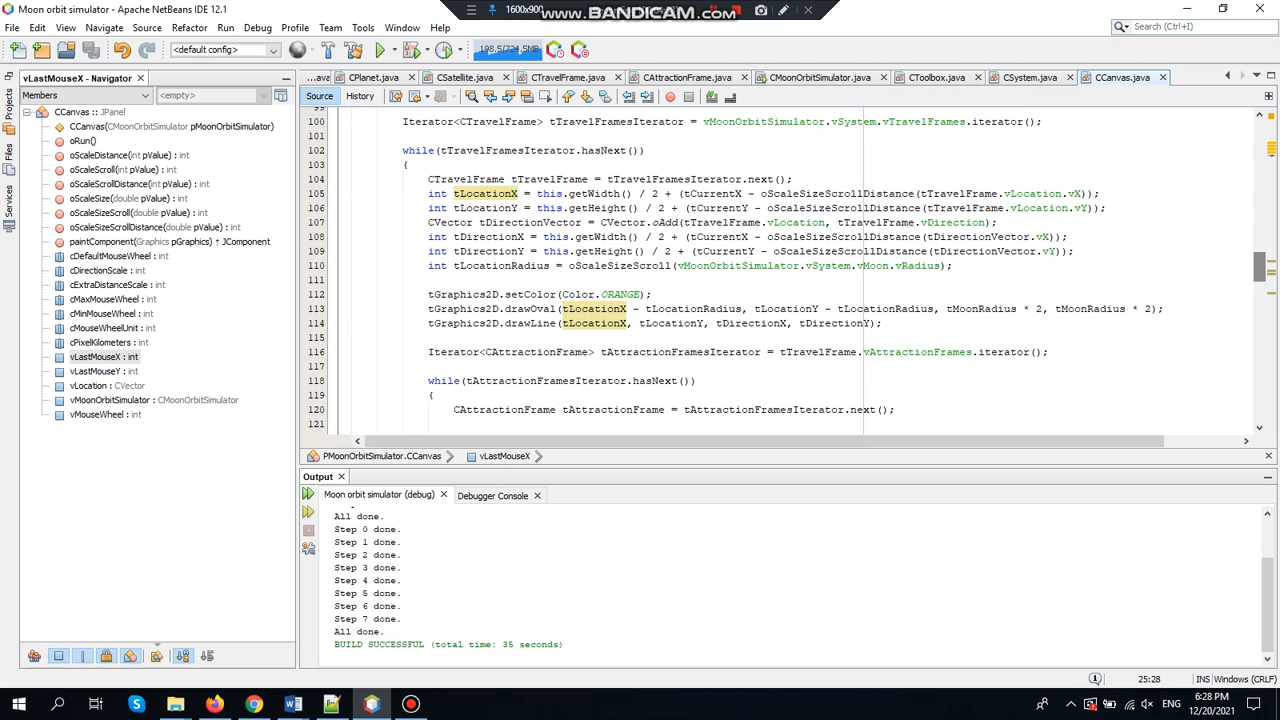 Moon orbit simulator - Apache NetBeans IDE 12.1
1600x900
www.BANDICAM.com
File Edit View Navigate Source Refactor Run Debug Profile Team Tools Window Help
Search (Ctrl+I)
<default config>
198.5/724.5MB
vLastMouseX - Navigator
...ava CPlanet.java CSatellite.java CTravelFrame.java CAttractionFrame.java CMoonOrbitSimulator.java CToolbox.java CSystem.java CCanvas.java
Members <empty>
Source History
Projects
Files
Services
CCanvas :: JPanel
CCanvas(CMoonOrbitSimulator pMoonOrbitSimulator)
oRun()
oScaleDistance(int pValue) : int
oScaleScroll(int pValue) : int
oScaleScrollDistance(int pValue) : int
oScaleSize(double pValue) : int
oScaleSizeScroll(double pValue) : int
oScaleSizeScrollDistance(double pValue) : int
paintComponent(Graphics pGraphics) ↑ JComponent
cDefaultMouseWheel : int
cDirectionScale : int
cExtraDistanceScale : int
cMaxMouseWheel : int
cMinMouseWheel : int
cMouseWheelUnit : int
cPixelKilometers : int
vLastMouseX : int
vLastMouseY : int
vLocation : CVector
vMoonOrbitSimulator : CMoonOrbitSimulator
vMouseWheel : int
99
100 Iterator<CTravelFrame> tTravelFramesIterator = vMoonOrbitSimulator.vSystem.vTravelFrames.iterator();
101
102 while(tTravelFramesIterator.hasNext())
103 {
104 CTravelFrame tTravelFrame = tTravelFramesIterator.next();
105 int tLocationX = this.getWidth() / 2 + (tCurrentX - oScaleSizeScrollDistance(tTravelFrame.vLocation.vX));
106 int tLocationY = this.getHeight() / 2 + (tCurrentY - oScaleSizeScrollDistance(tTravelFrame.vLocation.vY));
107 CVector tDirectionVector = CVector.oAdd(tTravelFrame.vLocation, tTravelFrame.vDirection);
108 int tDirectionX = this.getWidth() / 2 + (tCurrentX - oScaleSizeScrollDistance(tDirectionVector.vX));
109 int tDirectionY = this.getHeight() / 2 + (tCurrentY - oScaleSizeScrollDistance(tDirectionVector.vY));
110 int tLocationRadius = oScaleSizeScroll(vMoonOrbitSimulator.vSystem.vMoon.vRadius);
111
112 tGraphics2D.setColor(Color.ORANGE);
113 tGraphics2D.drawOval(tLocationX - tLocationRadius, tLocationY - tLocationRadius, tMoonRadius * 2, tMoonRadius * 2);
114 tGraphics2D.drawLine(tLocationX, tLocationY, tDirectionX, tDirectionY);
115
116 Iterator<CAttractionFrame> tAttractionFramesIterator = tTravelFrame.vAttractionFrames.iterator();
117
118 while(tAttractionFramesIterator.hasNext())
119 {
120 CAttractionFrame tAttractionFrame = tAttractionFramesIterator.next();
121
PMoonOrbitSimulator.CCanvas vLastMouseX
Output
Moon orbit simulator (debug) Debugger Console
All done.
Step 0 done.
Step 1 done.
Step 2 done.
Step 3 done.
Step 4 done.
Step 5 done.
Step 6 done.
Step 7 done.
All done.
BUILD SUCCESSFUL (total time: 35 seconds)
1 25:28 INS Windows (CRLF)
ENG
6:28 PM
12/20/2021